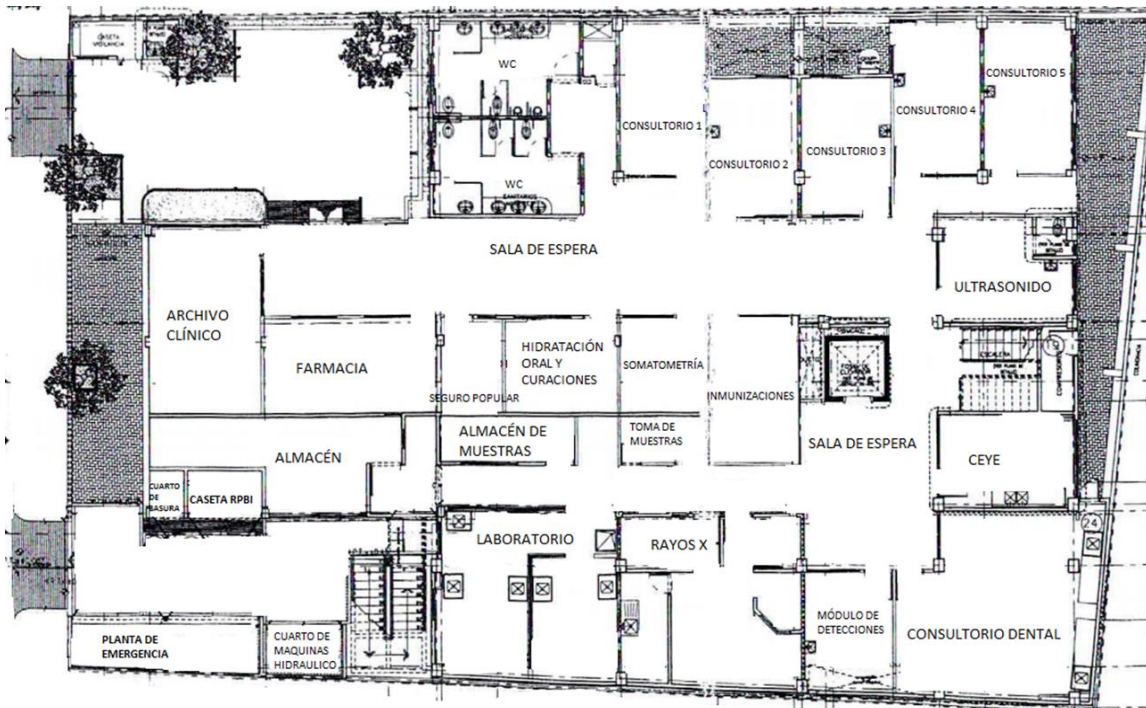 CASETA
VIGILANCIA
WC
WC
SANITARIOS
CONSULTORIO 1
CONSULTORIO 2
CONSULTORIO 3
CONSULTORIO 4
CONSULTORIO 5
SALA DE ESPERA
ULTRASONIDO
ARCHIVO
CLÍNICO
FARMACIA
SEGURO POPULAR
HIDRATACIÓN
ORAL Y
CURACIONES
SOMATOMETRÍA
INMUNIZACIONES
DUCTO
ESCALERA
ALMACÉN DE
MUESTRAS
TOMA DE
MUESTRAS
SALA DE ESPERA
CEYE
ALMACÉN
CUARTO
DE
BASURA
CASETA RPBI
LABORATORIO
RAYOS X
24
MÓDULO DE
DETECCIONES
CONSULTORIO DENTAL
PLANTA DE
EMERGENCIA
CUARTO DE
MAQUINAS
HIDRAULICO